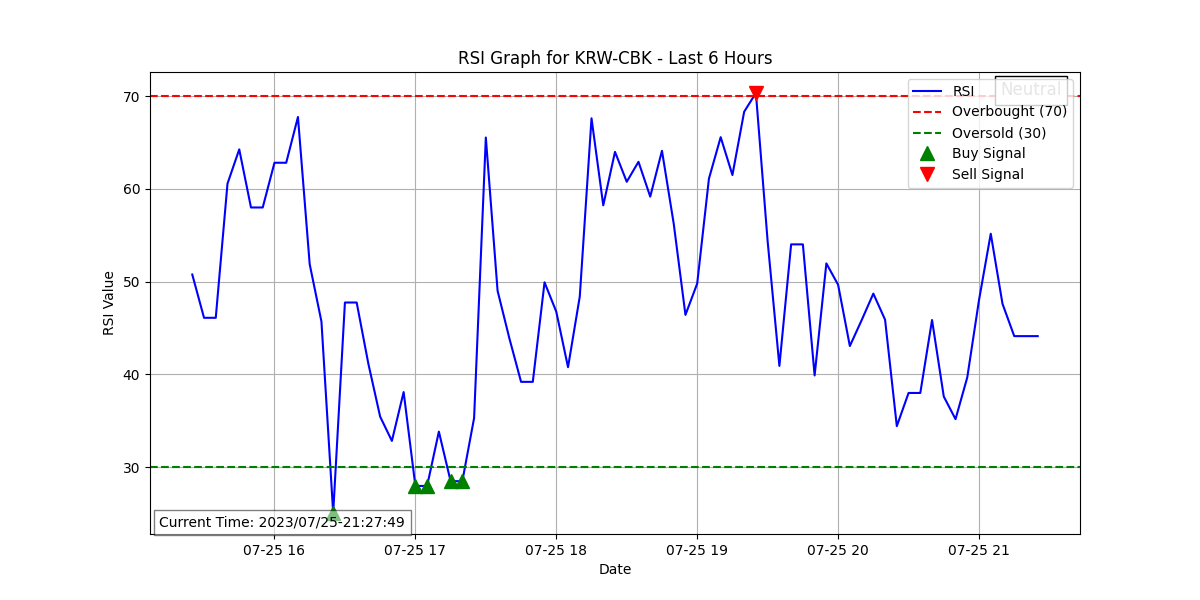 RSI Graph for KRW-CBK - Last 6 Hours
Neutral
RSI
Overbought (70)
Oversold (30)
Buy Signal
Sell Signal
70
60
50
40
30
RSI Value
Current Time: 2023/07/25-21:27:49
07-25 16
07-25 17
07-25 18
07-25 19
07-25 20
07-25 21
Date